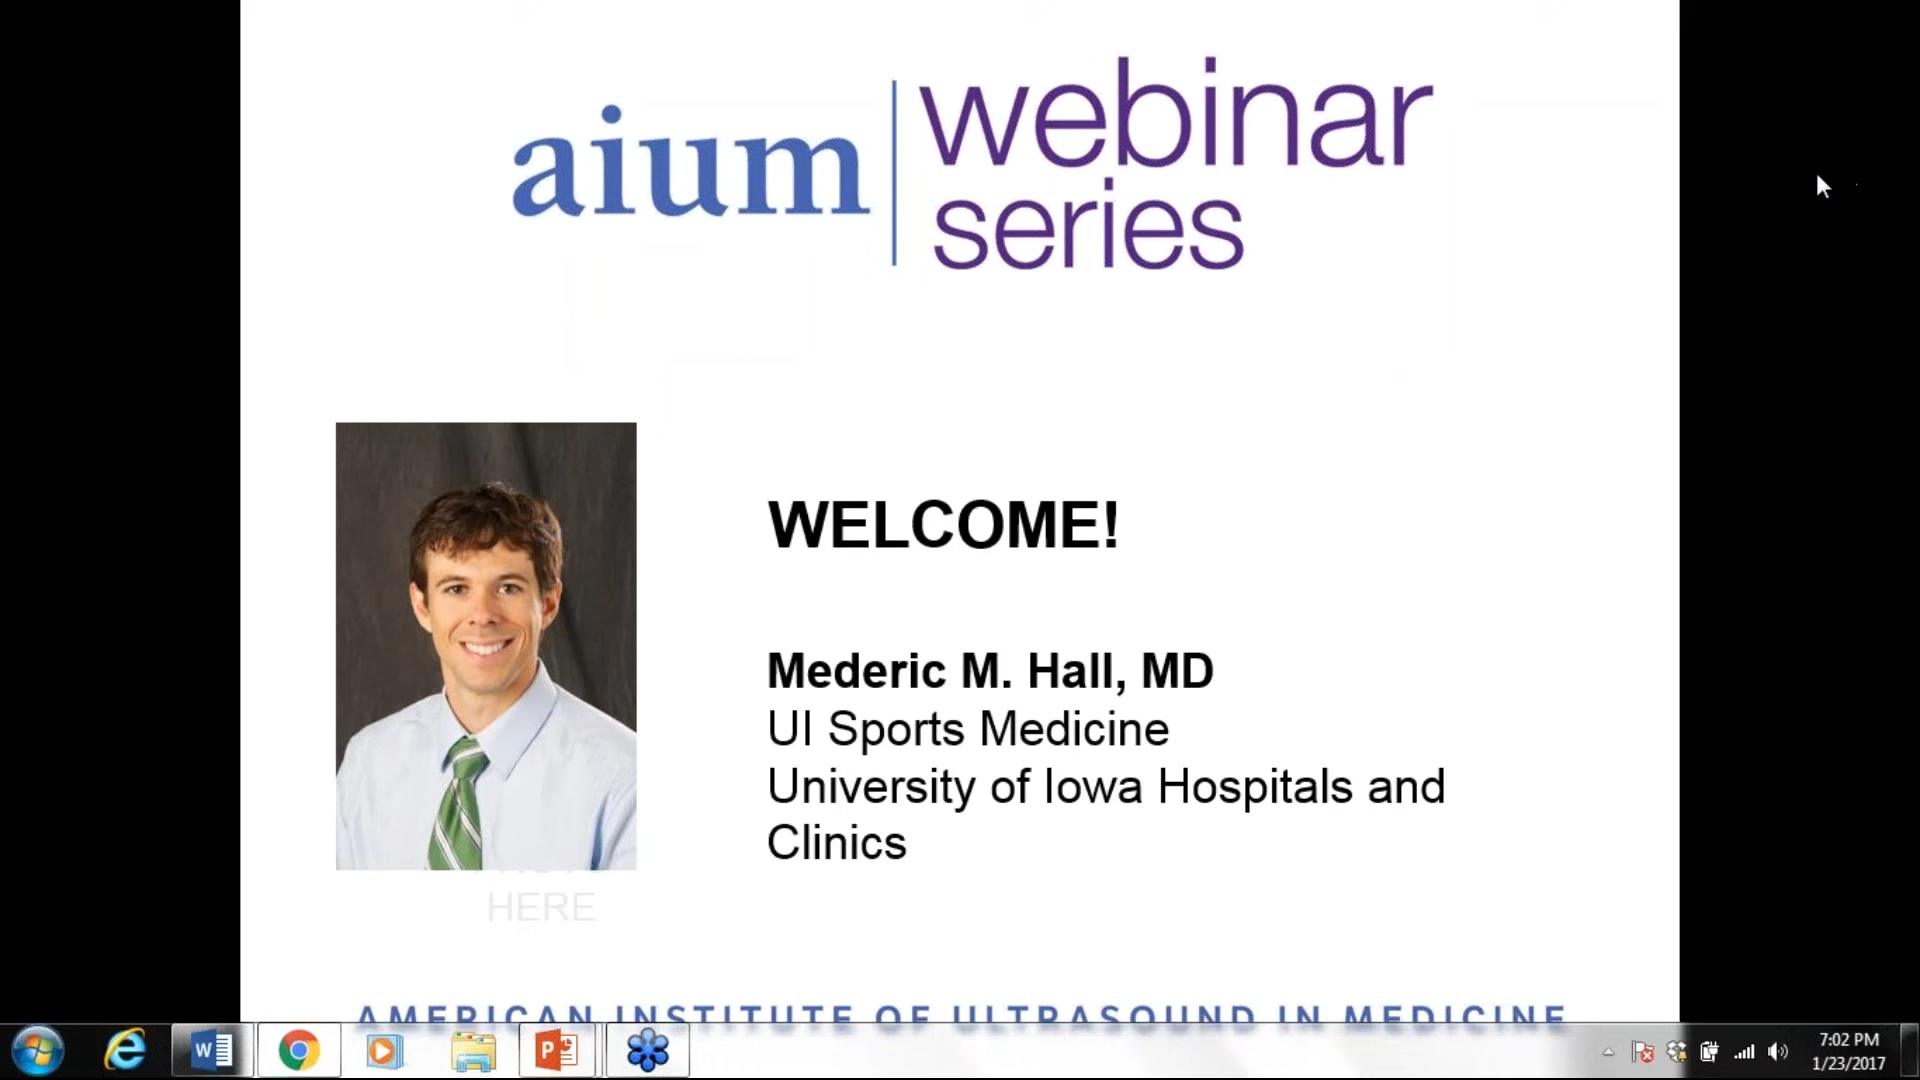 aium
webinar
series
WELCOME!
Mederic M. Hall, MD
UI Sports Medicine
University of Iowa Hospitals and
Clinics
HERE
AMERICAN INSTITUTE OF ULTRASOUND IN MEDICINE
7:02 PM
1/23/2017